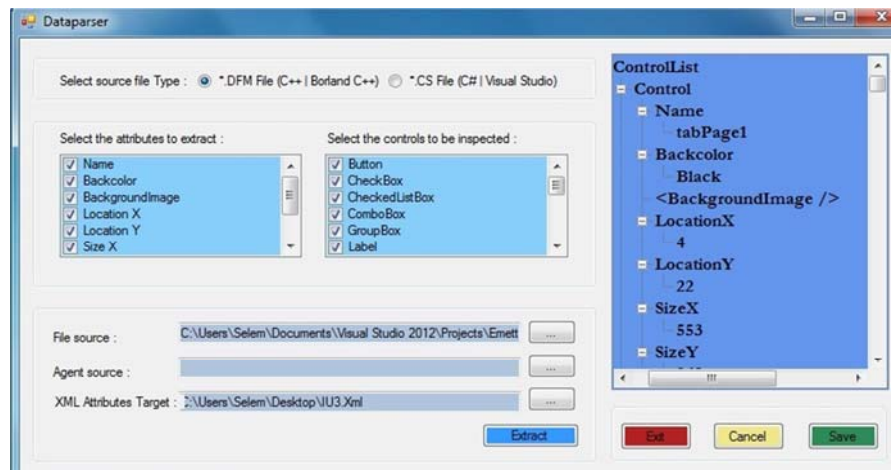 Dataparser
Select source file Type : *.DFM File (C++ | Borland C++) *.CS File (C# | Visual Studio)
Select the attributes to extract :
Name
Backcolor
BackgroundImage
Location X
Location Y
Size X
Select the controls to be inspected :
Button
CheckBox
CheckedListBox
ComboBox
GroupBox
Label
File source : C:\Users\Selem\Documents\Visual Studio 2012\Projects\Emett
...
Agent source :
...
XML Attributes Target : :\Users\Selem\Desktop\IU3.Xml
...
Extract
ControlList
Control
Name
tabPage1
Backcolor
Black
<BackgroundImage />
LocationX
4
LocationY
22
SizeX
553
SizeY
Exit
Cancel
Save